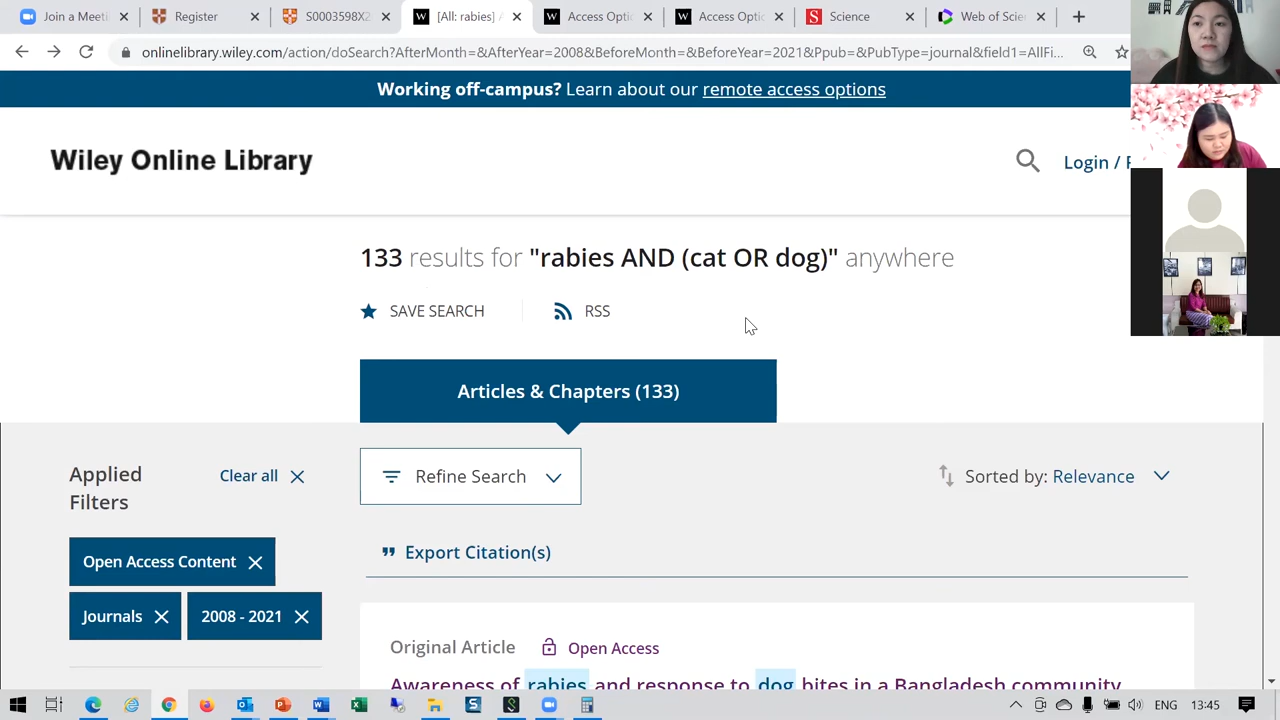 Join a Meeti
Register
S0003598X2
[All: rabies] A
Access Optic
Access Optic
Science
Web of Scien
onlinelibrary.wiley.com/action/doSearch?AfterMonth=&AfterYear=2008&BeforeMonth=&BeforeYear=2021&Ppub=&PubType=journal&field1=AllFi...
Working off-campus? Learn about our remote access options
Wiley Online Library
Login /
133 results for "rabies AND (cat OR dog)" anywhere
SAVE SEARCH
RSS
Articles & Chapters (133)
Applied
Filters
Clear all
Refine Search
Sorted by: Relevance
Open Access Content
Export Citation(s)
Journals
2008 - 2021
Original Article
Open Access
Awareness of rabies and response to dog bites in a Bangladesh community
ENG
13:45